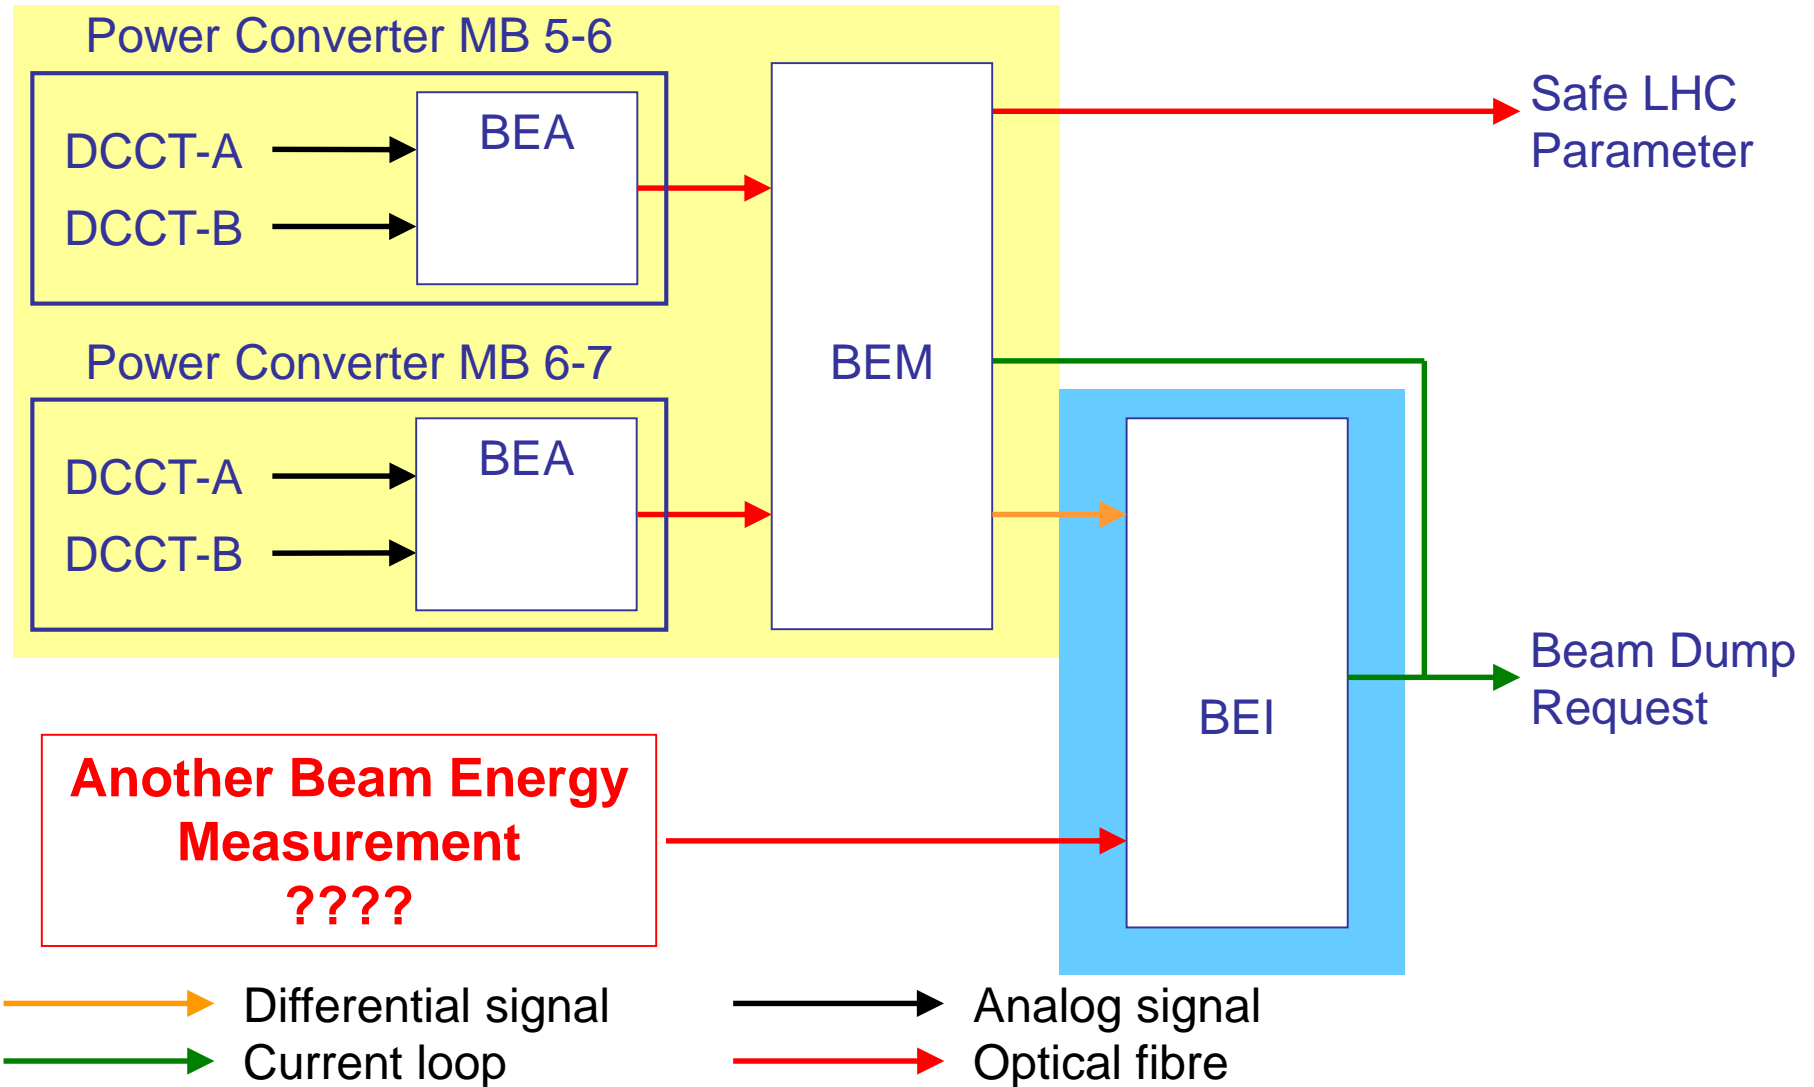 Power Converter MB 5-6
DCCT-A
DCCT-B
BEA
Power Converter MB 6-7
DCCT-A
DCCT-B
BEA
BEM
Safe LHC
Parameter
BEI
Beam Dump
Request
Another Beam Energy
Measurement
????
Differential signal
Analog signal
Current loop
Optical fibre